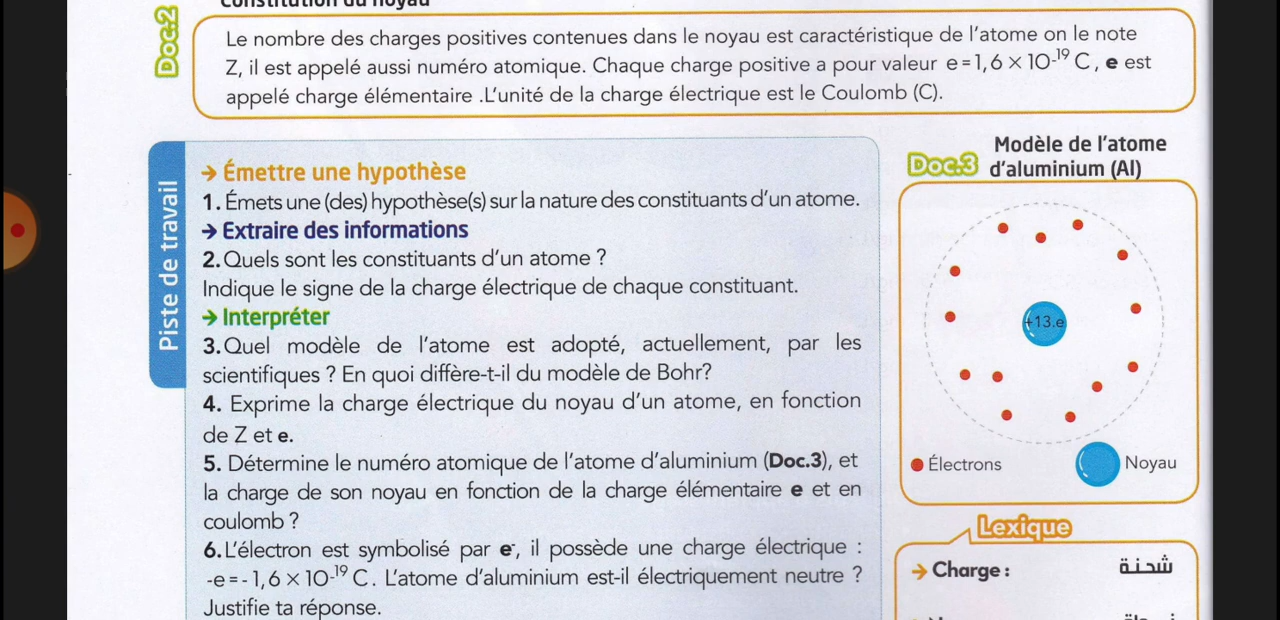 Constitution du noyau
Doc.2
Le nombre des charges positives contenues dans le noyau est caractéristique de l'atome on le note
Z, il est appelé aussi numéro atomique. Chaque charge positive a pour valeur e=1,6 × 10⁻¹⁹ C, e est
appelé charge élémentaire .L'unité de la charge électrique est le Coulomb (C).
Piste de travail
→ Émettre une hypothèse
1. Émets une (des) hypothèse(s) sur la nature des constituants d'un atome.
→ Extraire des informations
2. Quels sont les constituants d'un atome ?
Indique le signe de la charge électrique de chaque constituant.
→ Interpréter
3. Quel modèle de l'atome est adopté, actuellement, par les
scientifiques ? En quoi diffère-t-il du modèle de Bohr?
4. Exprime la charge électrique du noyau d'un atome, en fonction
de Z et e.
5. Détermine le numéro atomique de l'atome d'aluminium (Doc.3), et
la charge de son noyau en fonction de la charge élémentaire e et en
coulomb ?
6. L'électron est symbolisé par e⁻, il possède une charge électrique :
-e = - 1,6 × 10⁻¹⁹ C. L'atome d'aluminium est-il électriquement neutre ?
Justifie ta réponse.
Doc.3
Modèle de l'atome
d'aluminium (Al)
+13.e
Électrons
Noyau
Lexique
→ Charge : شحنة